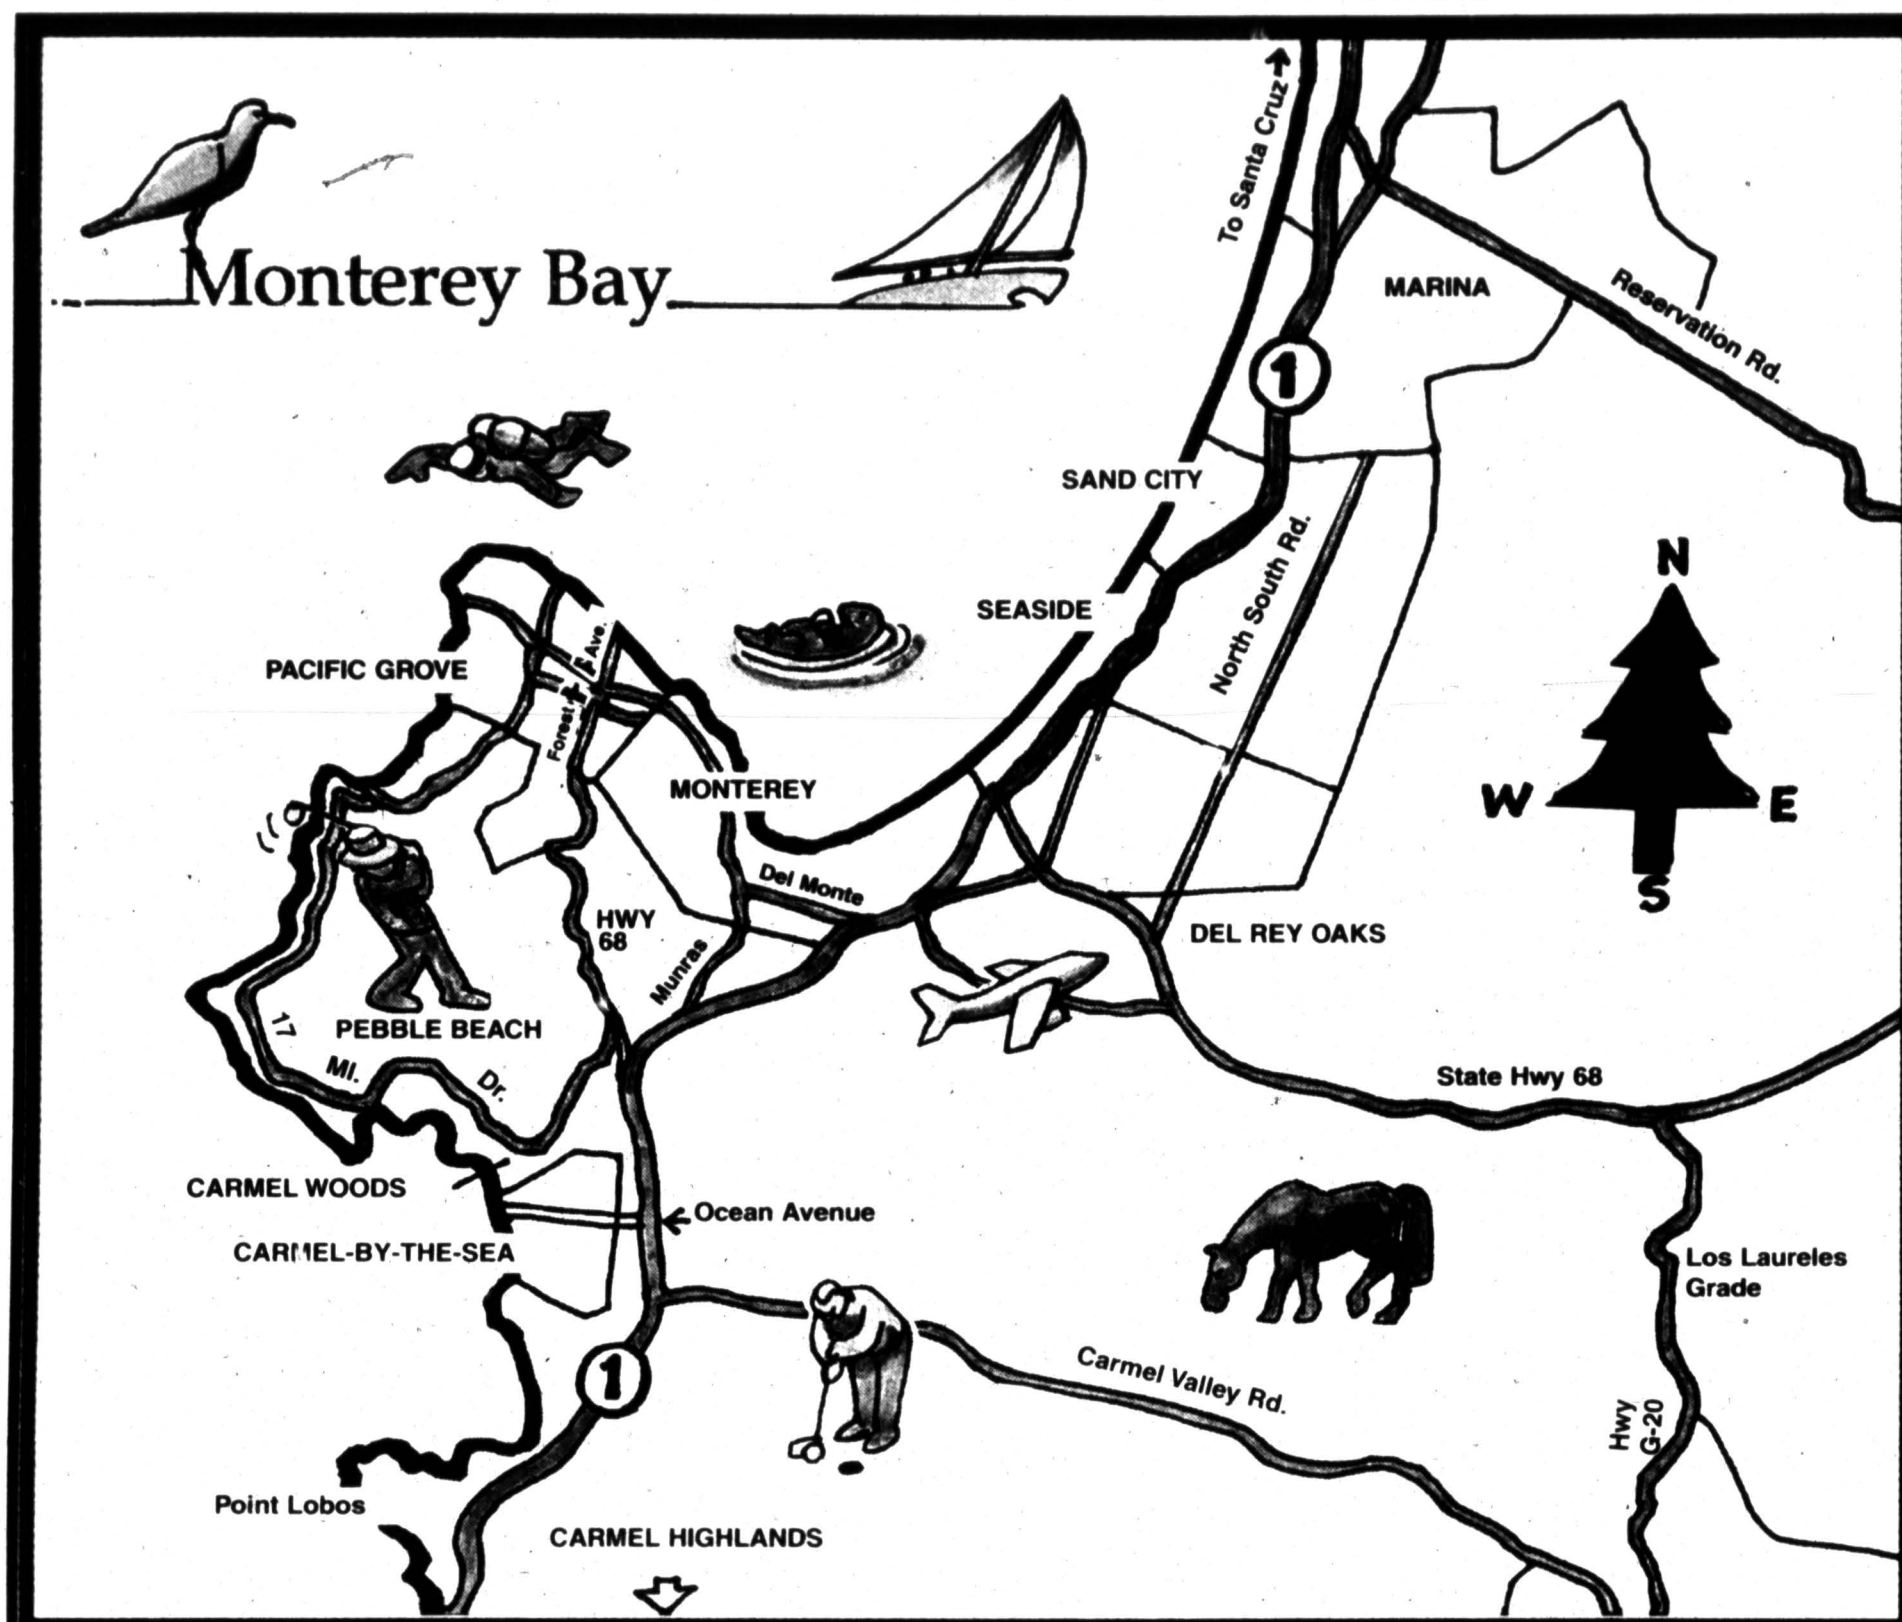 To Santa Cruz
Monterey Bay
MARINA
Reservation Rd.
1
SAND CITY
North South Rd.
N
SEASIDE
Ave.
PACIFIC GROVE
Forest
MONTEREY
W
E
Del Monte
S
HWY
68
DEL REY OAKS
Munras
17
PEBBLE BEACH
MI.
Dr.
State Hwy 68
CARMEL WOODS
Ocean Avenue
CARMEL-BY-THE-SEA
Los Laureles
Grade
1
Carmel Valley Rd.
Hwy
G-20
Point Lobos
CARMEL HIGHLANDS